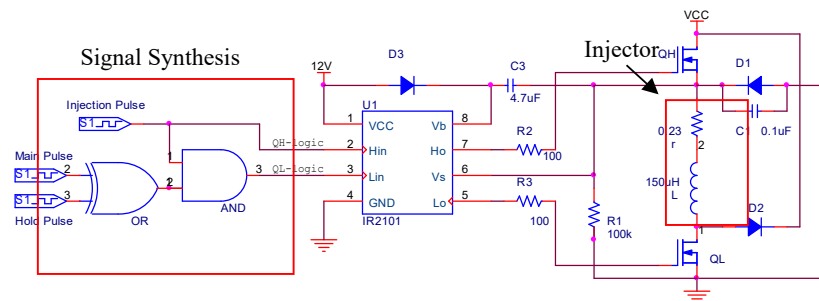 Signal Synthesis
Injection Pulse
S1
Main Pulse
S1
Hold Pulse
S1
2
3
OR
1
2
1
2
3
AND
QH-logic
QL-logic
12V
D3
C3
4.7uF
U1
1
VCC
Vb
8
2
Hin
Ho
7
3
Lin
Vs
6
4
GND
Lo
5
IR2101
R2
100
R3
100
R1
100k
Injector
VCC
QH
D1
C1
0.1uF
0.23
r
2
150uH
L
1
D2
QL